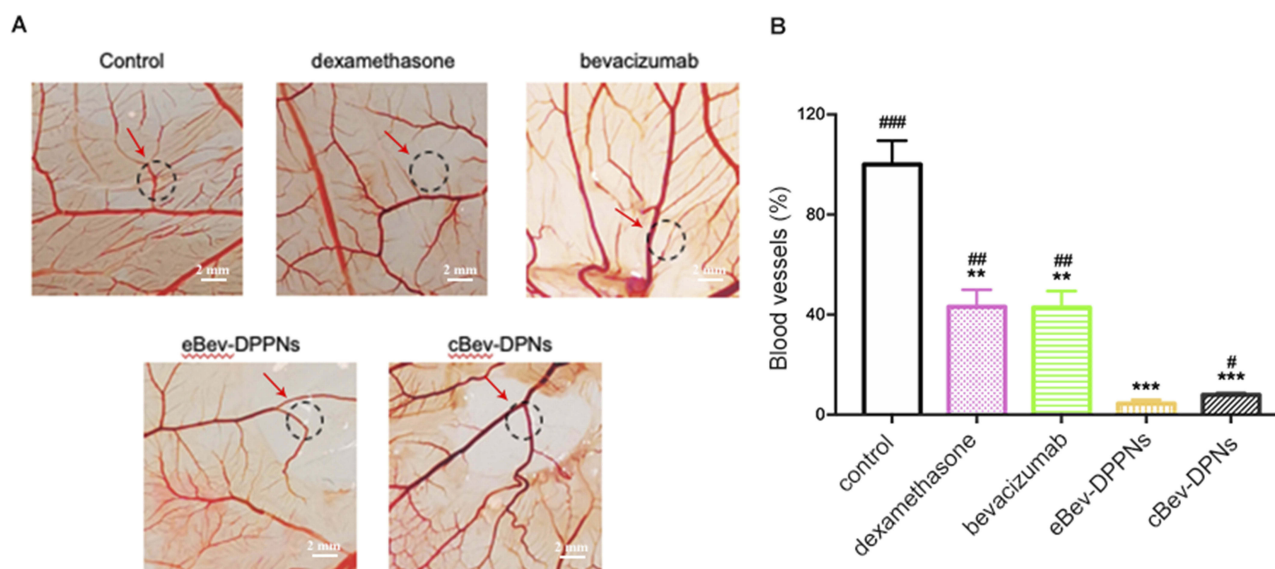 A
Control
dexamethasone
bevacizumab
2 mm
2 mm
2 mm
eBev-DPPNs
cBev-DPNs
2 mm
2 mm
B
Blood vessels (%)
120
80
40
0
###
##
**
##
**
***
#
***
control
dexamethasone
bevacizumab
eBev-DPPNs
cBev-DPNs